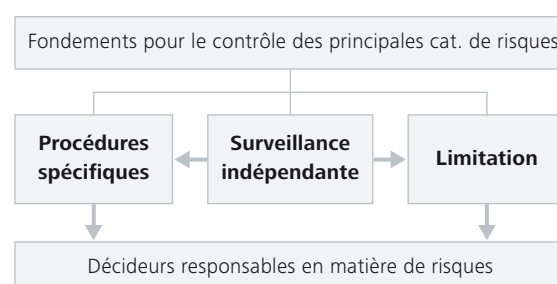 Fondements pour le contrôle des principales cat. de risques
Procédures
spécifiques
Surveillance
indépendante
Limitation
Décideurs responsables en matière de risques